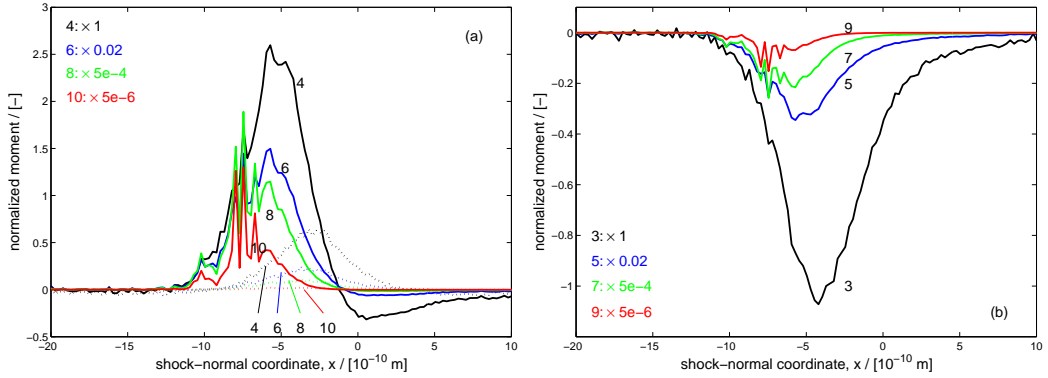 3
2.5
2
1.5
1
0.5
0
−0.5
normalized moment / [−]
4: × 1
6: × 0.02
8: × 5e−4
10: × 5e−6
(a)
4
6
8
10
4
6
8
10
−20
−15
−10
−5
0
5
10
shock−normal coordinate, x / [10⁻¹⁰ m]
0
−0.2
−0.4
−0.6
−0.8
−1
−1.2
normalized moment / [−]
9
7
5
3
3: × 1
5: × 0.02
7: × 5e−4
9: × 5e−6
(b)
−20
−15
−10
−5
0
5
10
shock−normal coordinate, x / [10⁻¹⁰ m]